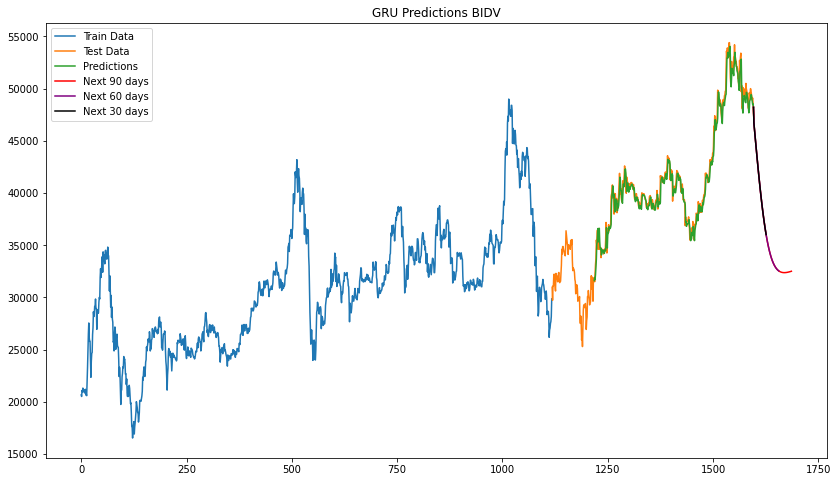 GRU Predictions BIDV
Train Data
Test Data
Predictions
Next 90 days
Next 60 days
Next 30 days
55000
50000
45000
40000
35000
30000
25000
20000
15000
0 250 500 750 1000 1250 1500 1750